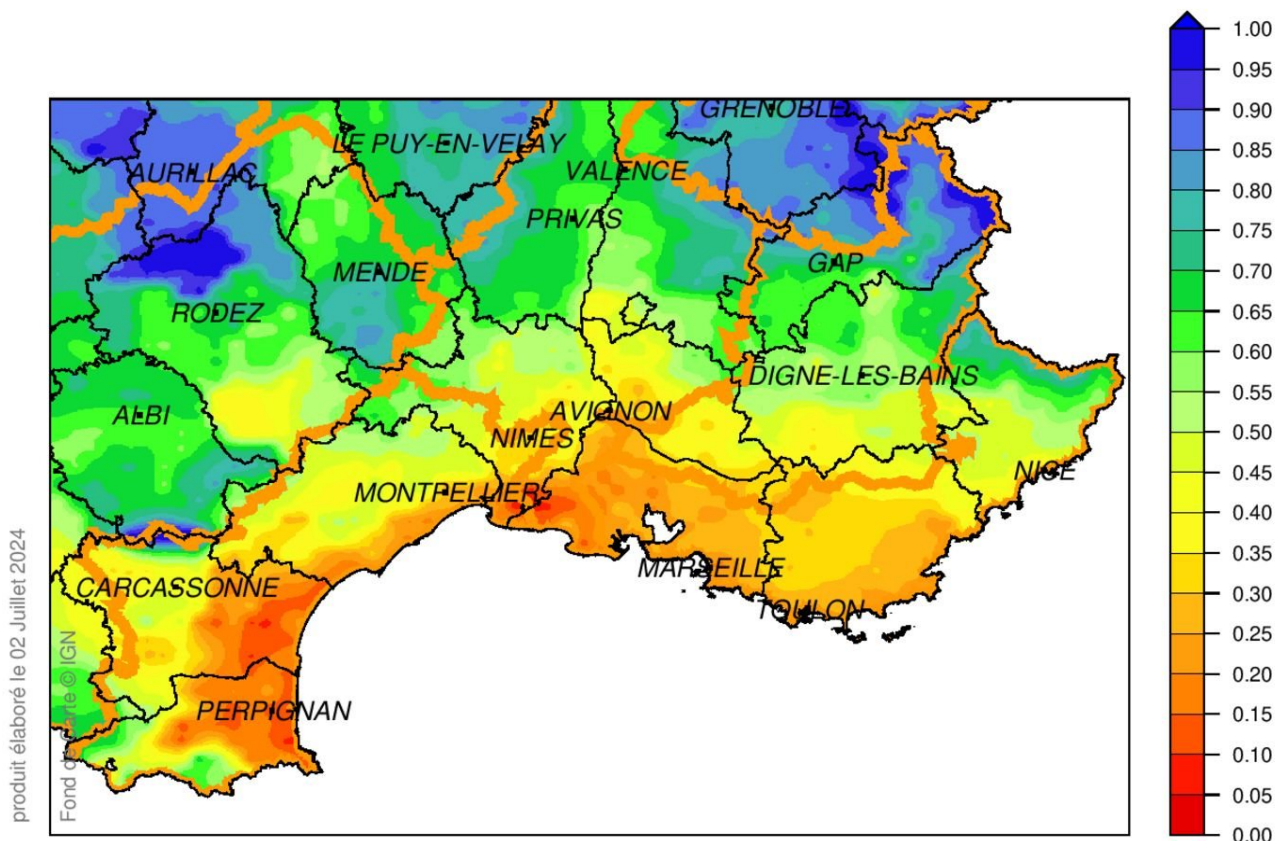 GRENOBLE
LE PUY-EN-VELAY
AURILLAC
VALENCE
PRIVAS
GAP
MENDE
RODEZ
DIGNE-LES-BAINS
ALBI
AVIGNON
NIMES
NICE
MONTPELLIER
MARSEILLE
CARCASSONNE
TOULON
PERPIGNAN
1.00
0.95
0.90
0.85
0.80
0.75
0.70
0.65
0.60
0.55
0.50
0.45
0.40
0.35
0.30
0.25
0.20
0.15
0.10
0.05
0.00
produit élaboré le 02 Juillet 2024
Fond de carte © IGN